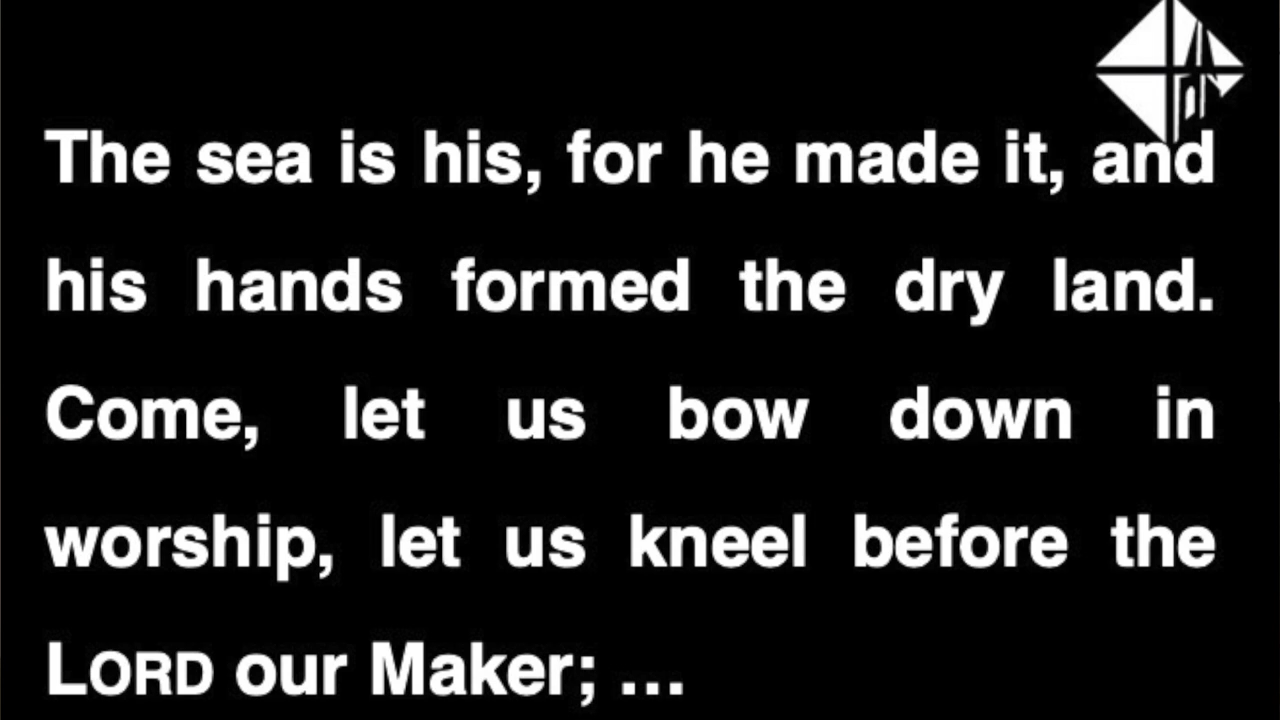 The sea is his, for he made it, and
his hands formed the dry land.
Come, let us bow down in
worship, let us kneel before the
LORD our Maker; ...